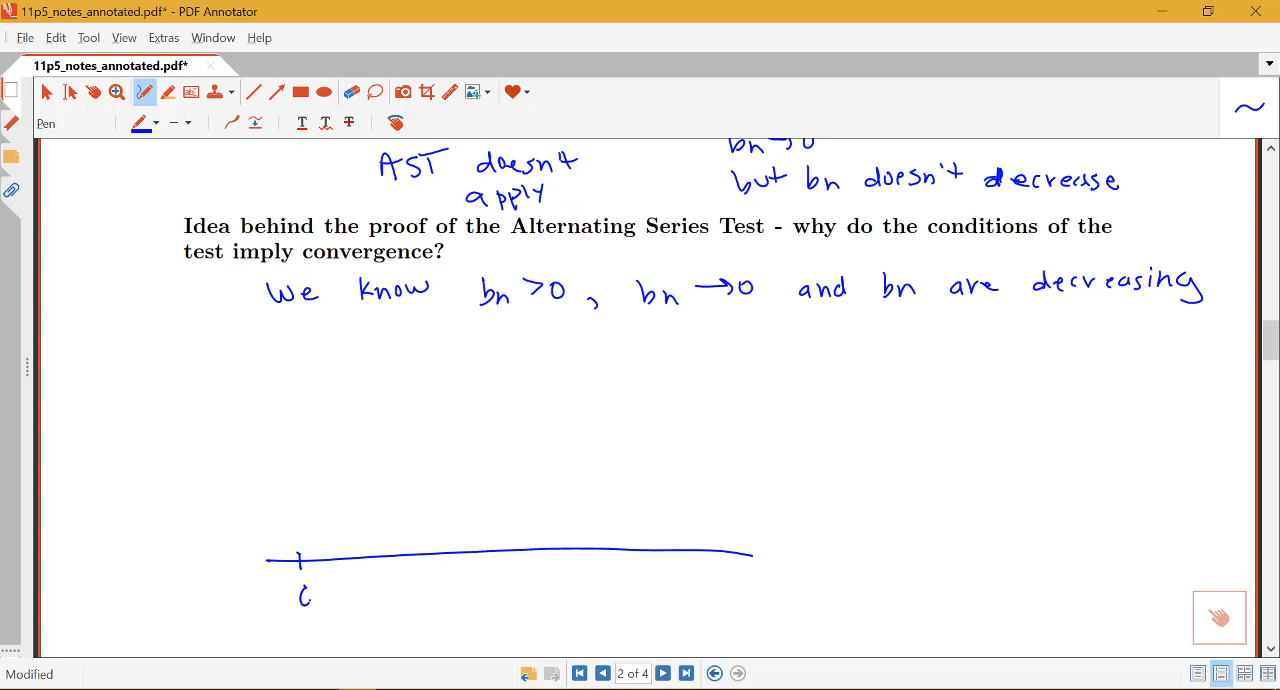 11p5_notes_annotated.pdf* - PDF Annotator
File Edit Tool View Extras Window Help
11p5_notes_annotated.pdf*
Pen
bn → 0
AST doesn't
but bn doesn't decrease
apply
Idea behind the proof of the Alternating Series Test - why do the conditions of the
test imply convergence?
We know bn > 0 , bn → 0 and bn are decreasing
Modified
2 of 4